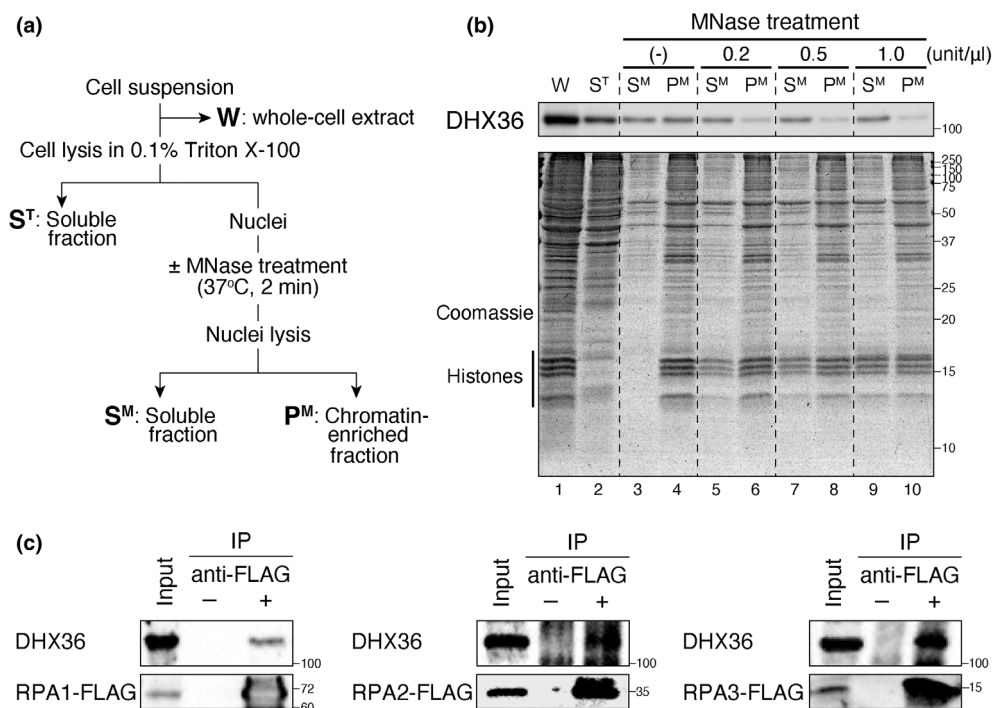 (a)
Cell suspension
W: whole-cell extract
Cell lysis in 0.1% Triton X-100
Sᵀ: Soluble
fraction
Nuclei
± MNase treatment
(37ºC, 2 min)
Nuclei lysis
Sᴹ: Soluble
fraction
Pᴹ: Chromatin-
enriched
fraction
(b)
MNase treatment
(-) 0.2 0.5 1.0 (unit/µl)
W Sᵀ Sᴹ Pᴹ Sᴹ Pᴹ Sᴹ Pᴹ Sᴹ Pᴹ
DHX36
100
250
150
100
75
50
37
25
Coomassie
20
Histones
15
10
1 2 3 4 5 6 7 8 9 10
(c)
Input
IP
anti-FLAG
– +
DHX36
100
RPA1-FLAG
72
60
Input
IP
anti-FLAG
– +
DHX36
100
RPA2-FLAG
35
Input
IP
anti-FLAG
– +
DHX36
100
RPA3-FLAG
15